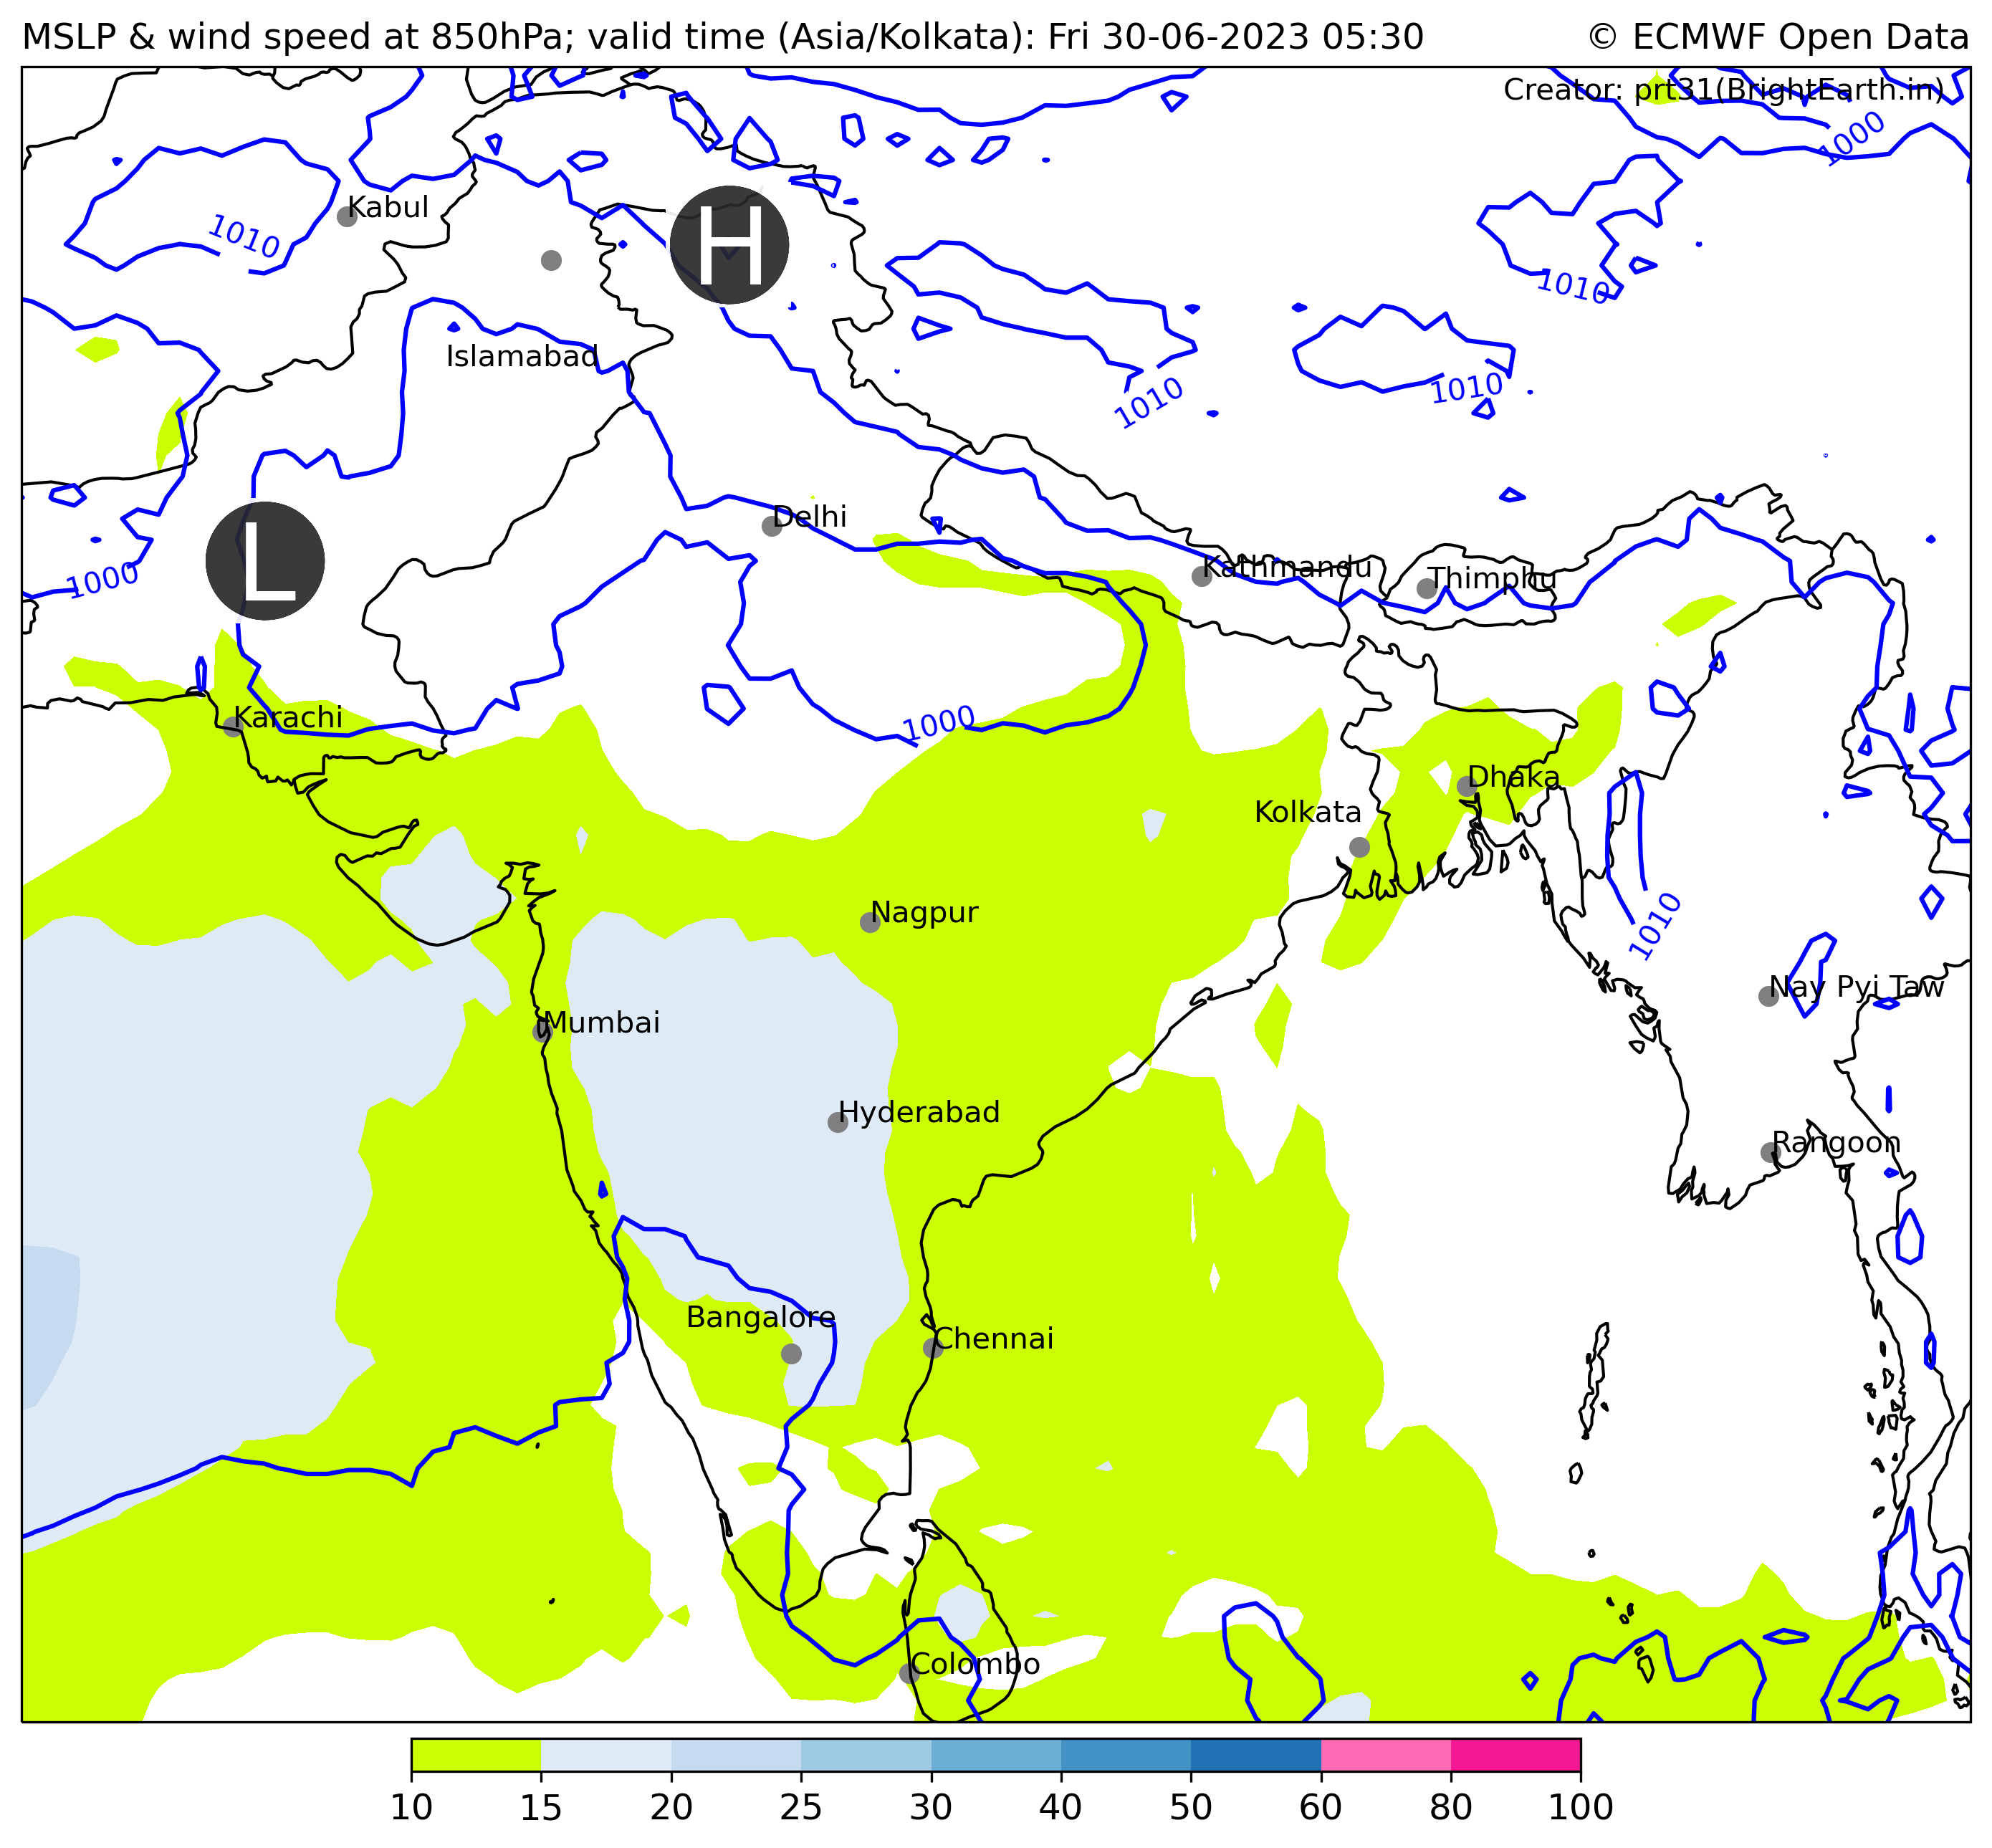 MSLP & wind speed at 850hPa; valid time (Asia/Kolkata): Fri 30-06-2023 05:30
© ECMWF Open Data
Creator: prt31(BrightEarth.in)
1000
Kabul
1010
H
1010
Islamabad
1010
1010
Delhi
L
1000
Kathmandu
Thimphu
Karachi
1000
Dhaka
Kolkata
Nagpur
1010
Nay Pyi Taw
Mumbai
Hyderabad
Rangoon
Bangalore
Chennai
Colombo
10 15 20 25 30 40 50 60 80 100